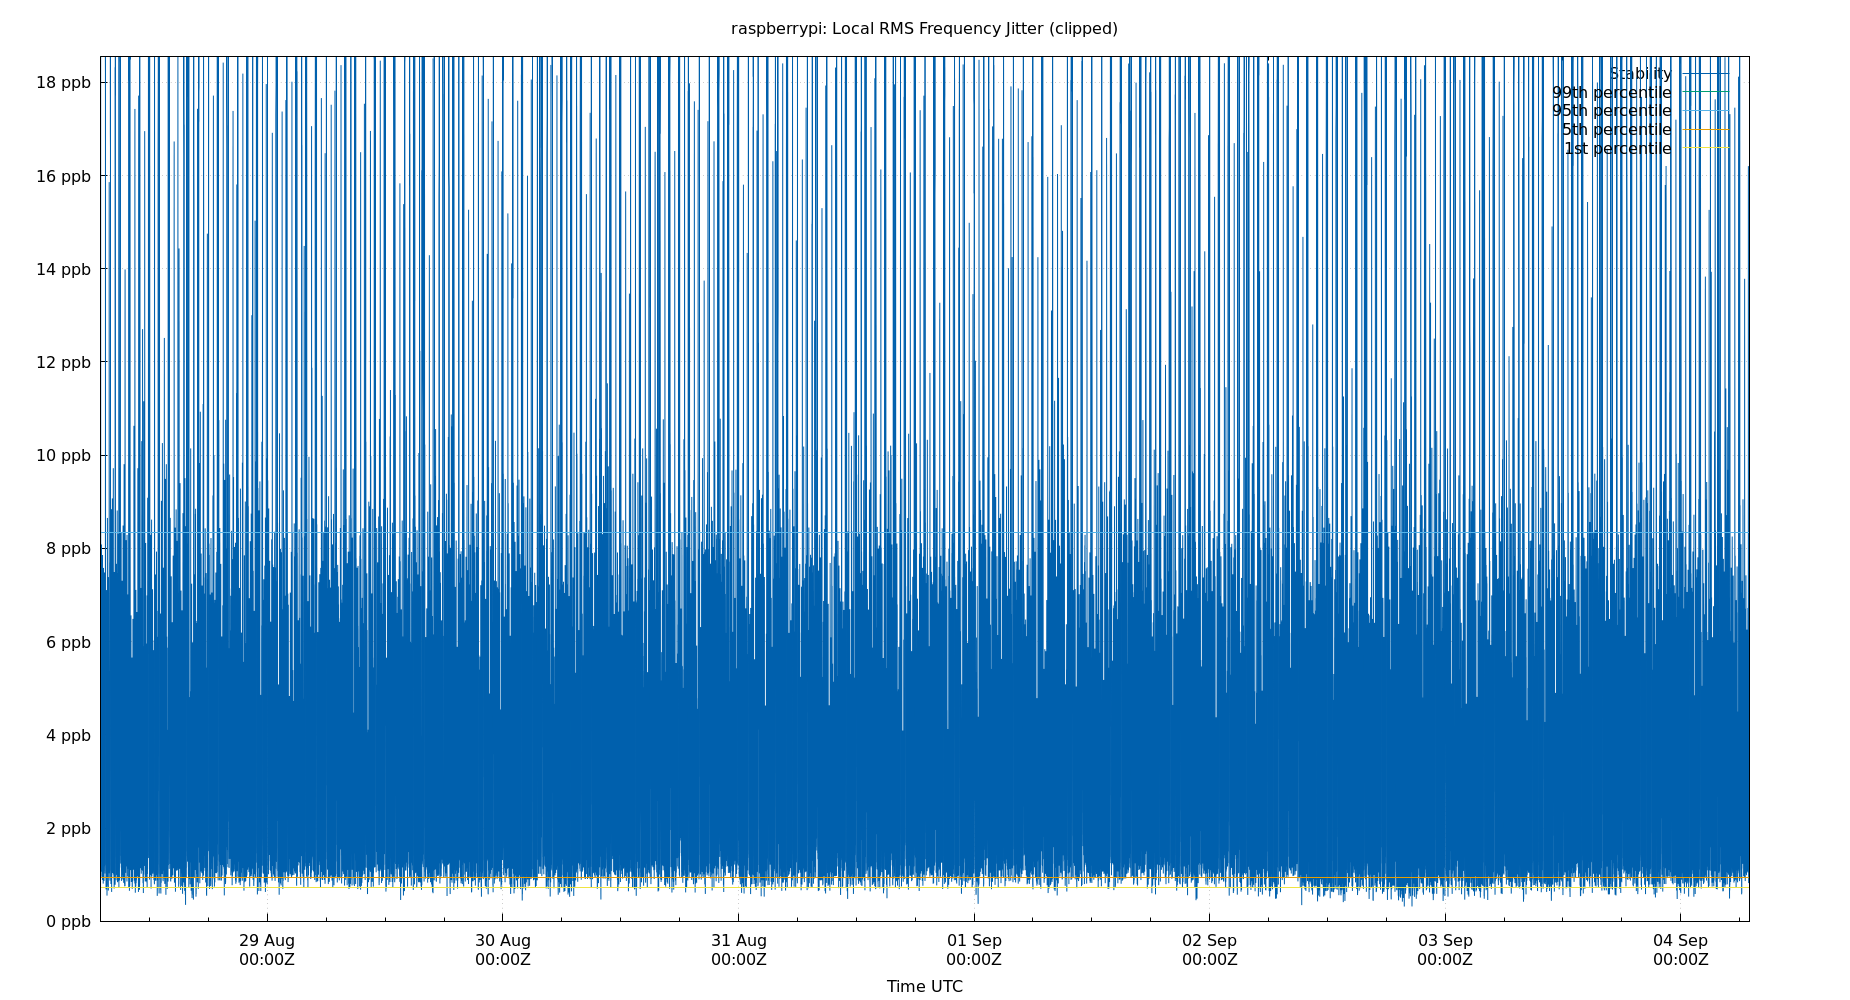 raspberrypi: Local RMS Frequency Jitter (clipped)
18 ppb
16 ppb
14 ppb
12 ppb
10 ppb
8 ppb
6 ppb
4 ppb
2 ppb
0 ppb
Stability
99th percentile
95th percentile
5th percentile
1st percentile
29 Aug
00:00Z
30 Aug
00:00Z
31 Aug
00:00Z
01 Sep
00:00Z
02 Sep
00:00Z
03 Sep
00:00Z
04 Sep
00:00Z
Time UTC